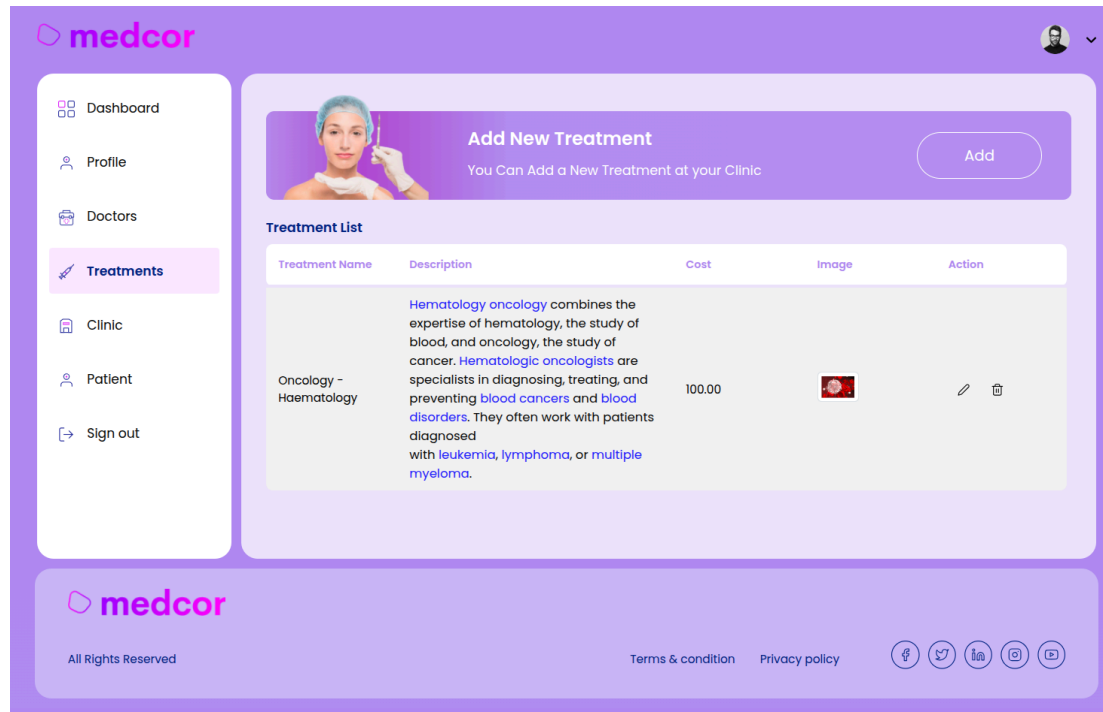 medcor
Dashboard
Profile
Doctors
Treatments
Clinic
Patient
Sign out
Add New Treatment
You Can Add a New Treatment at your Clinic
Add
Treatment List
Treatment Name Description Cost Image Action
Oncology -
Haematology
Hematology oncology combines the
expertise of hematology, the study of
blood, and oncology, the study of
cancer. Hematologic oncologists are
specialists in diagnosing, treating, and
preventing blood cancers and blood
disorders. They often work with patients
diagnosed
with leukemia, lymphoma, or multiple
myeloma.
100.00
medcor
All Rights Reserved
Terms & condition Privacy policy